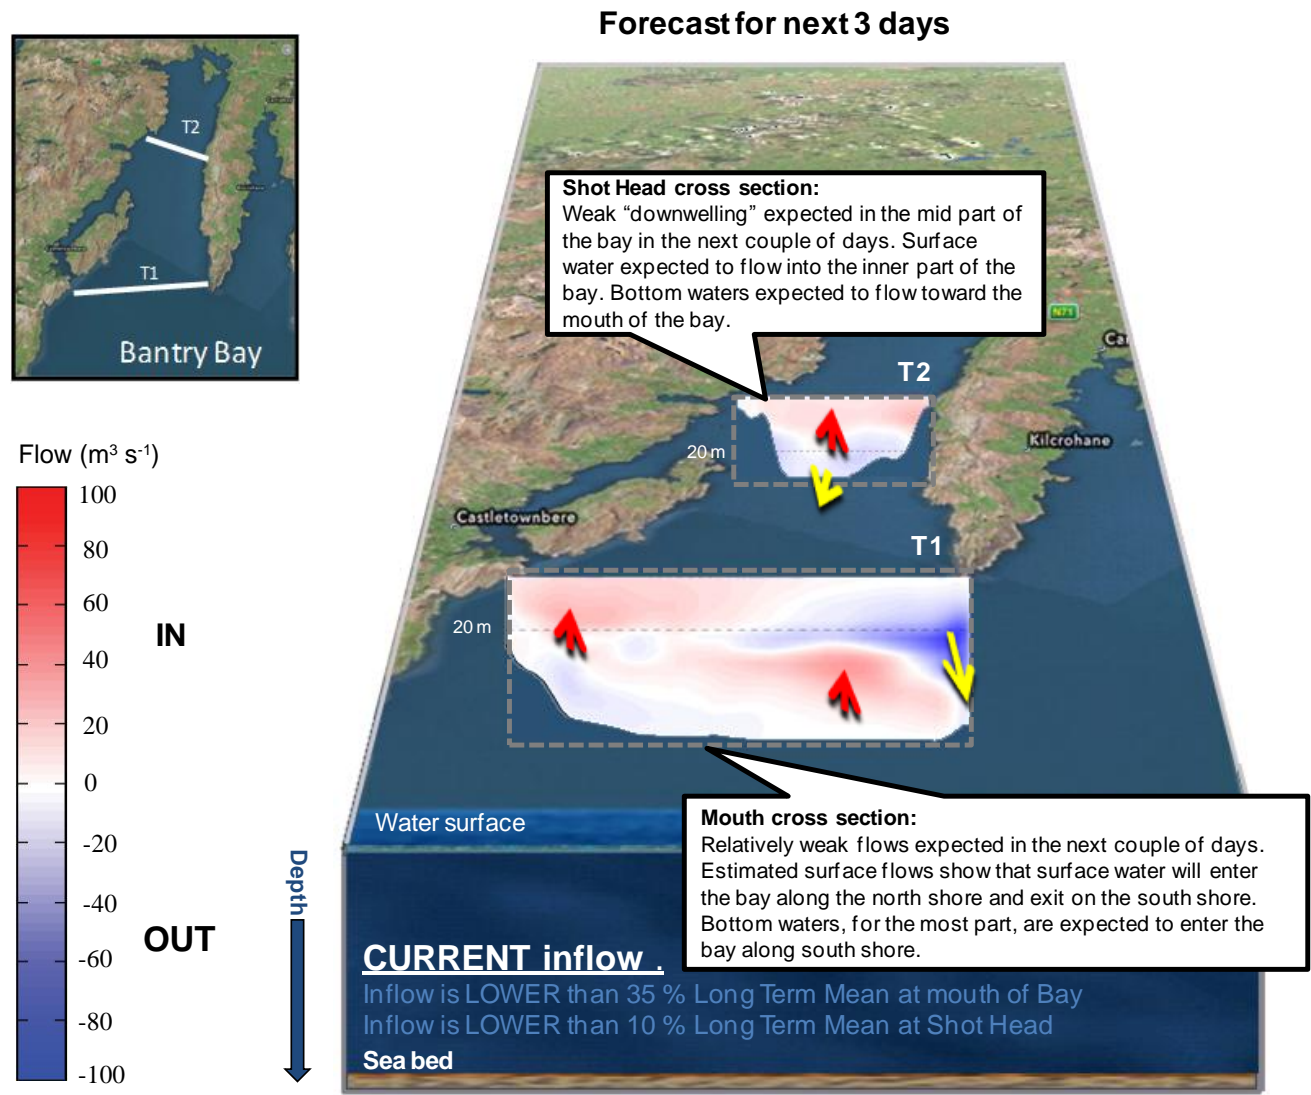 Forecast for next 3 days
T2
T1
Bantry Bay
Shot Head cross section:
Weak “downwelling” expected in the mid part of
the bay in the next couple of days. Surface
water expected to flow into the inner part of the
bay. Bottom waters expected to flow toward the
mouth of the bay.
N71
Ca
T2
Kilcrohane
20 m
Castletownbere
T1
20 m
Flow (m³ s⁻¹)
100
80
60
IN
40
20
0
-20
-40
OUT
-60
-80
-100
Depth
Water surface
Mouth cross section:
Relatively weak flows expected in the next couple of days.
Estimated surface flows show that surface water will enter
the bay along the north shore and exit on the south shore.
Bottom waters, for the most part, are expected to enter the
bay along south shore.
CURRENT inflow .
Inflow is LOWER than 35 % Long Term Mean at mouth of Bay
Inflow is LOWER than 10 % Long Term Mean at Shot Head
Sea bed